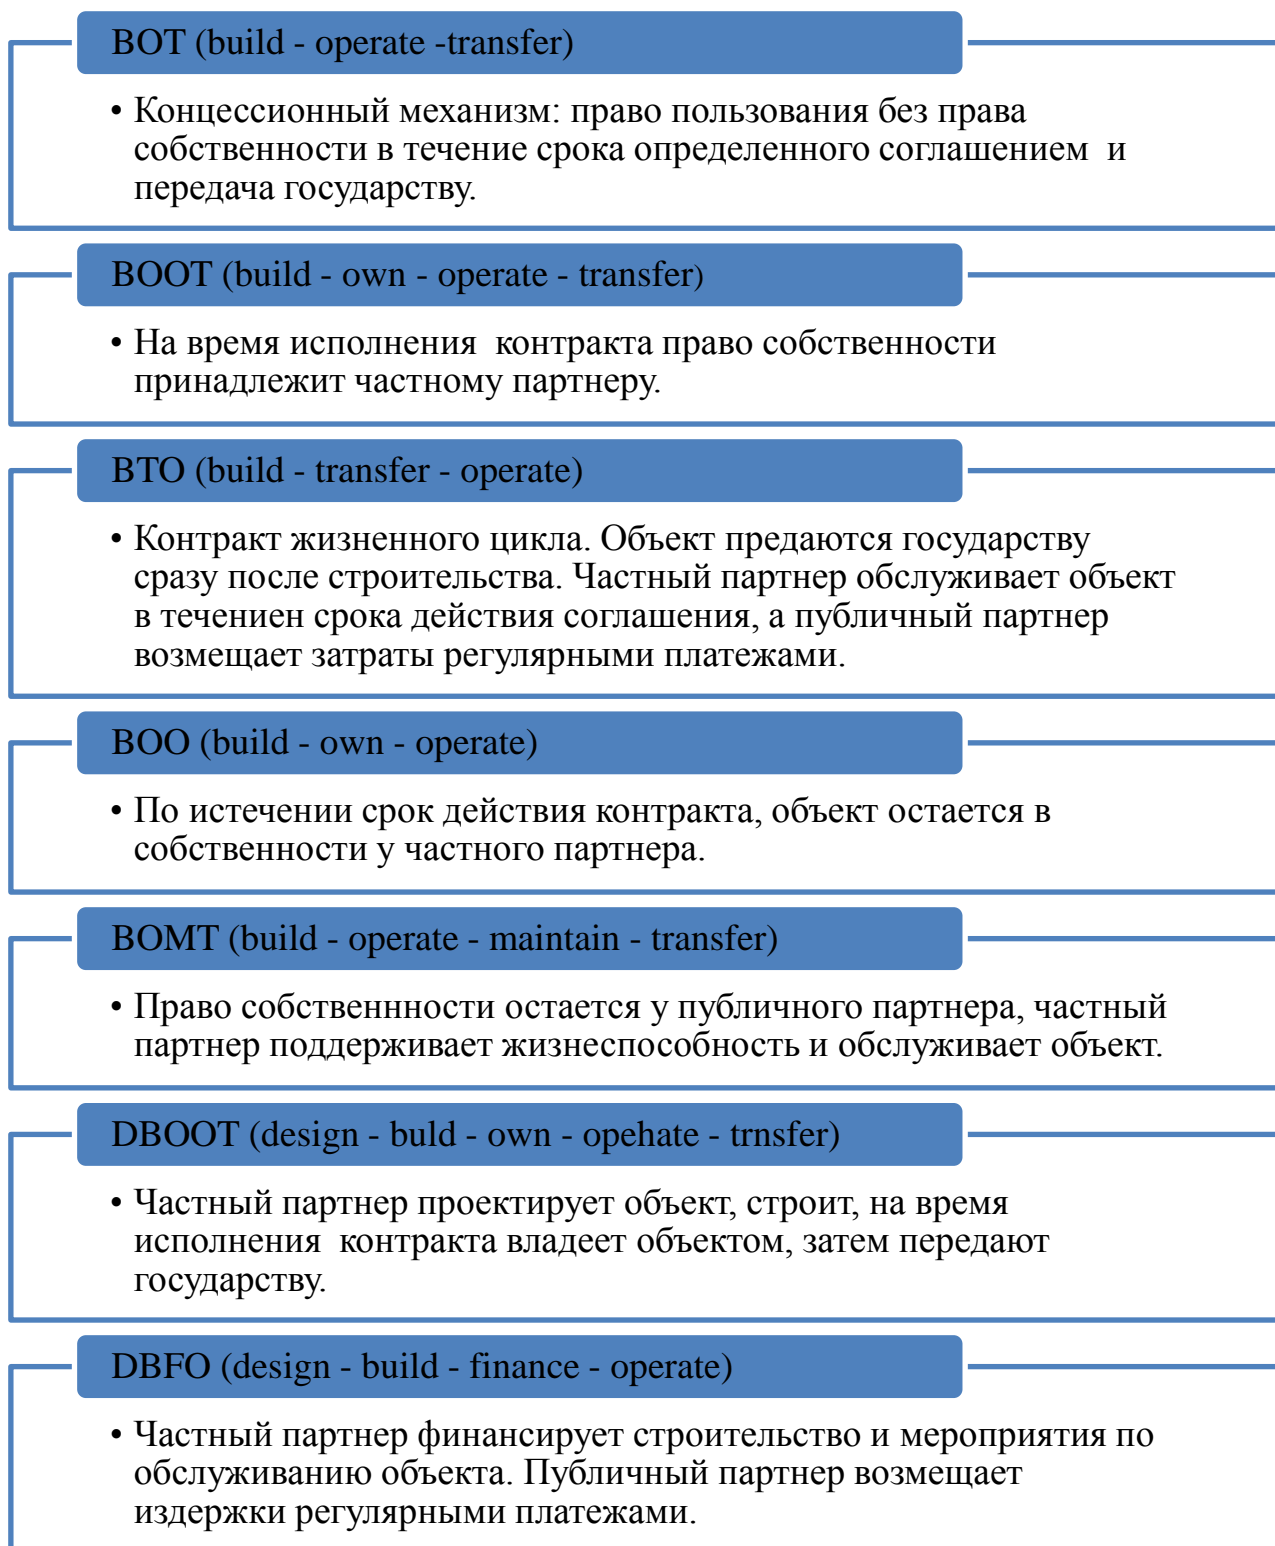 BOT (build - operate -transfer)
• Концессионный механизм: право пользования без права
собственности в течение срока определенного соглашением  и
передача государству.
BOOT (build - own - operate - transfer)
• На время исполнения  контракта право собственности
принадлежит частному партнеру.
BTO (build - transfer - operate)
• Контракт жизненного цикла. Объект предаются государству
сразу после строительства. Частный партнер обслуживает объект
в течениен срока действия соглашения, а публичный партнер
возмещает затраты регулярными платежами.
BOO (build - own - operate)
• По истечении срок действия контракта, объект остается в
собственности у частного партнера.
BOMT (build - operate - maintain - transfer)
• Право собственнности остается у публичного партнера, частный
партнер поддерживает жизнеспособность и обслуживает объект.
DBOOT (design - buld - own - opehate - trnsfer)
• Частный партнер проектирует объект, строит, на время
исполнения  контракта владеет объектом, затем передают
государству.
DBFO (design - build - finance - operate)
• Частный партнер финансирует строительство и мероприятия по
обслуживанию объекта. Публичный партнер возмещает
издержки регулярными платежами.